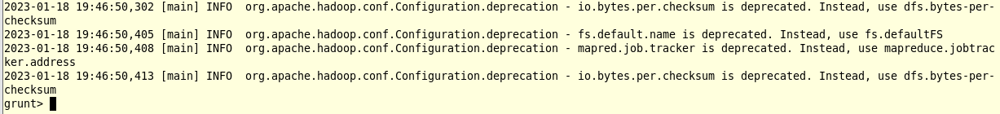 2023-01-18 19:46:50,302 [main] INFO  org.apache.hadoop.conf.Configuration.deprecation - io.bytes.per.checksum is deprecated. Instead, use dfs.bytes-per-
checksum
2023-01-18 19:46:50,405 [main] INFO  org.apache.hadoop.conf.Configuration.deprecation - fs.default.name is deprecated. Instead, use fs.defaultFS
2023-01-18 19:46:50,408 [main] INFO  org.apache.hadoop.conf.Configuration.deprecation - mapred.job.tracker is deprecated. Instead, use mapreduce.jobtrac
ker.address
2023-01-18 19:46:50,413 [main] INFO  org.apache.hadoop.conf.Configuration.deprecation - io.bytes.per.checksum is deprecated. Instead, use dfs.bytes-per-
checksum
grunt>